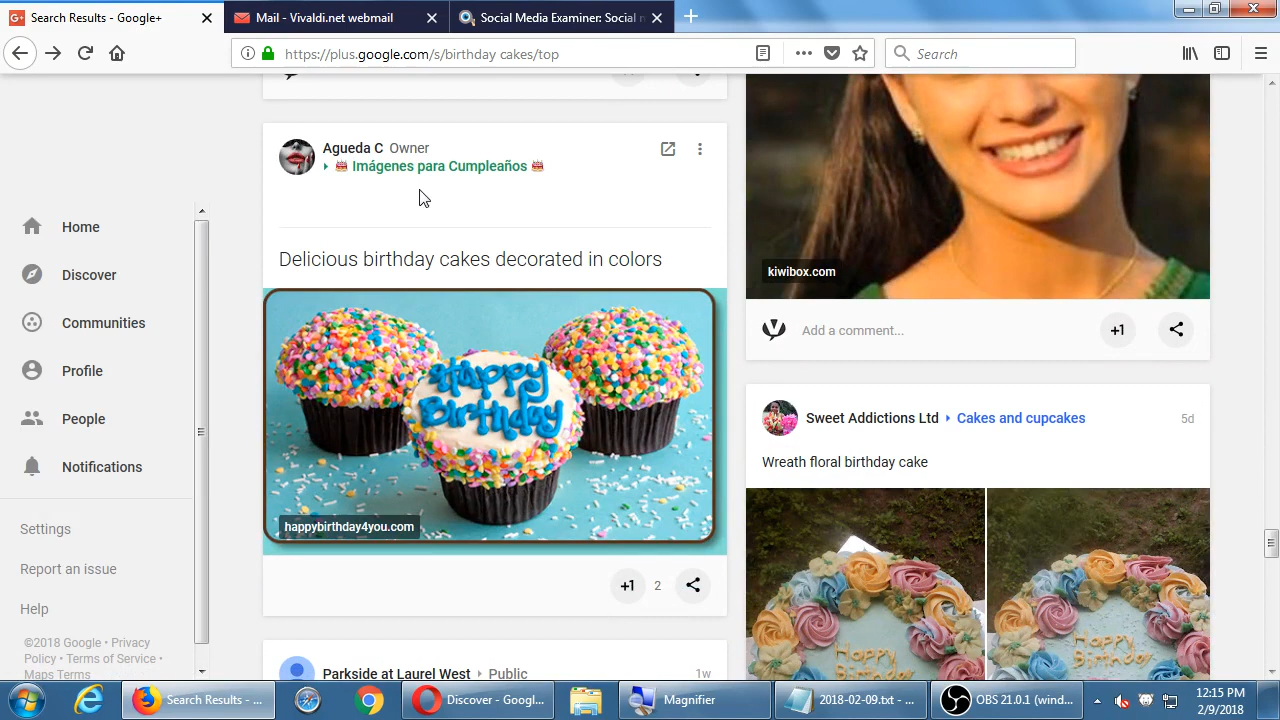 Search Results - Google+
Mail - Vivaldi.net webmail
Social Media Examiner: Social
https://plus.google.com/s/birthday cakes/top
Search
Home
Discover
Communities
Profile
People
Notifications
Settings
Report an issue
Help
©2018 Google • Privacy
Policy • Terms of Service •
Maps Terms
Agueda C Owner
Imágenes para Cumpleaños
Delicious birthday cakes decorated in colors
Happy
Birthday
happybirthday4you.com
+1 2
Parkside at Laurel West Public 1w
kiwibox.com
Add a comment... +1
Sweet Addictions Ltd Cakes and cupcakes 5d
Wreath floral birthday cake
Happy
Birthday
Happy
Birthday
Search Results - ...
Discover - Googl...
Magnifier
2018-02-09.txt - ...
OBS 21.0.1 (wind...
12:15 PM
2/9/2018